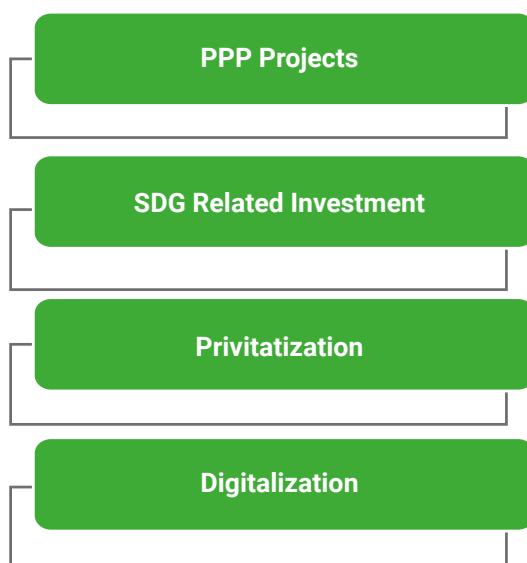 PPP Projects
SDG Related Investment
Privitatization
Digitalization